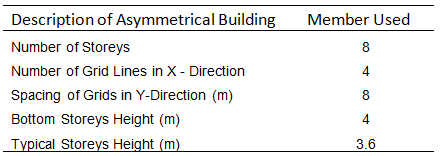 Description of Asymmetrical Building Member Used
Number of Storeys 8
Number of Grid Lines in X - Direction 4
Spacing of Grids in Y-Direction (m) 8
Bottom Storeys Height (m) 4
Typical Storeys Height (m) 3.6